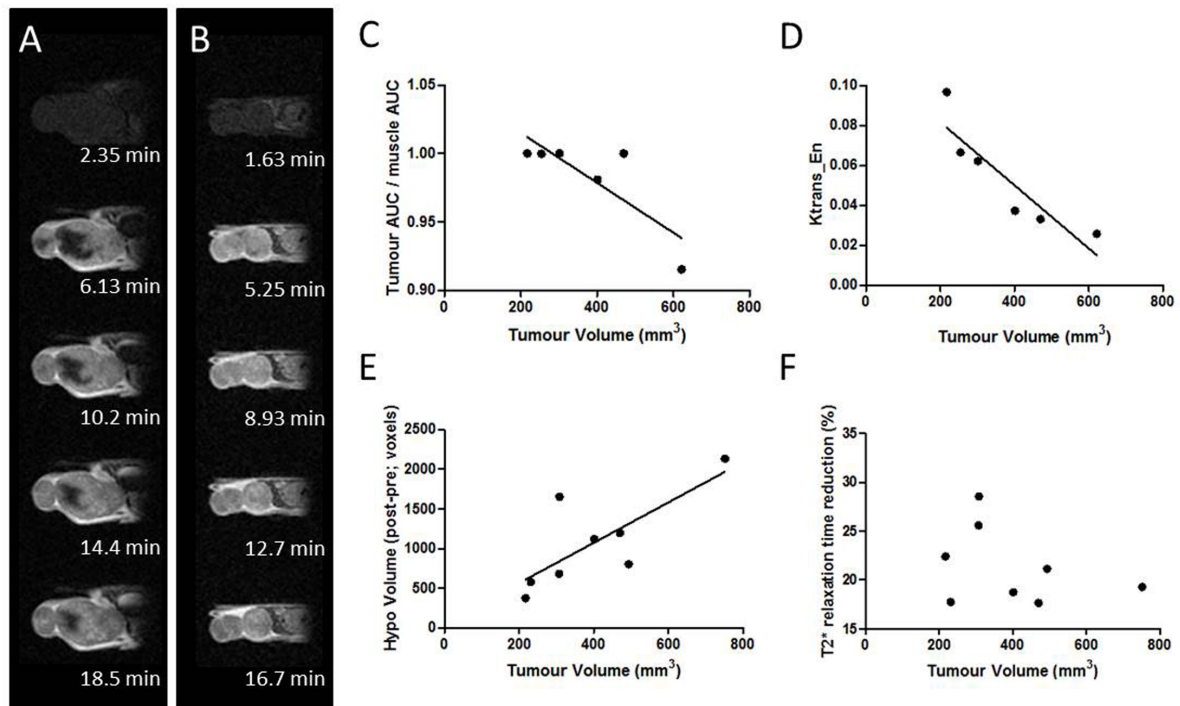 A
2.35 min
6.13 min
10.2 min
14.4 min
18.5 min
B
1.63 min
5.25 min
8.93 min
12.7 min
16.7 min
C
Tumour AUC / muscle AUC
1.05
1.00
0.95
0.90
0 200 400 600 800
Tumour Volume (mm³)
D
Ktrans_En
0.10
0.08
0.06
0.04
0.02
0.00
0 200 400 600 800
Tumour Volume (mm³)
E
Hypo Volume (post-pre; voxels)
2500
2000
1500
1000
500
0
0 200 400 600 800
Tumour Volume (mm³)
F
T2* relaxation time reduction (%)
35
30
25
20
15
0 200 400 600 800
Tumour Volume (mm³)